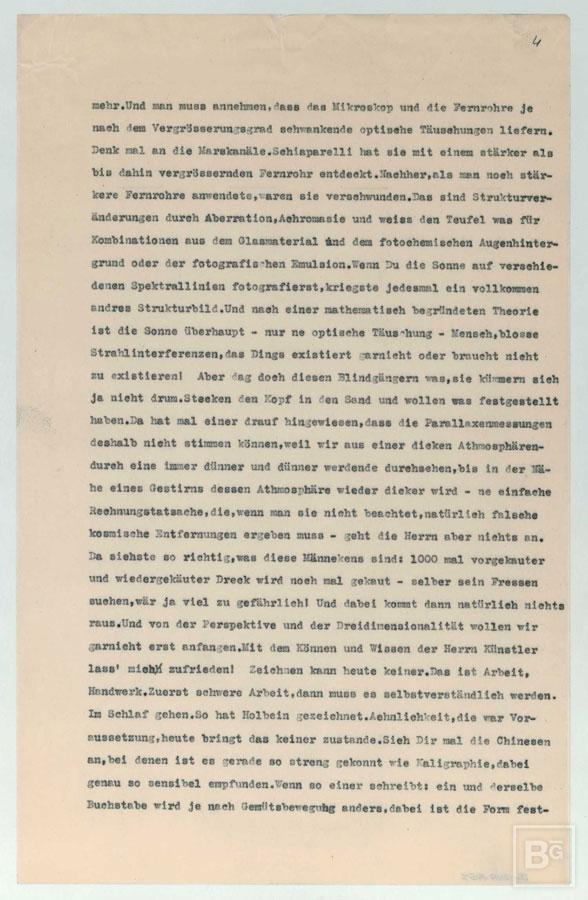 4
mehr.Und man muss annehmen,dass das Mikroskop und die Fernrohre je
nach dem Vergrösserungsgrad schwankende optische Täuschungen liefern.
Denk mal an die Marskanäle.Schiaparelli hat sie mit einem stärker als
bis dahin vergrössernden Fernrohr entdeckt.Nachher,als man noch stär-
kere Fernrohre anwendete,waren sie verschwunden.Das sind Strukturver-
änderungen durch Aberration,Achromasie und weiss den Teufel was für
Kombinationen aus dem Glasmaterial und dem fotochemischen Augenhinter-
grund oder der fotografischen Emulsion.Wenn Du die Sonne auf verschie-
denen Spektrallinien fotografierst,kriegste jedesmal ein vollkommen
andres Strukturbild.Und nach einer mathematisch begründeten Theorie
ist die Sonne überhaupt - nur ne optische Täuschung - Mensch,blosse
Strahlinterferenzen,das Dings existiert garnicht oder braucht nicht
zu existieren! Aber sag doch diesen Blindgängern was,sie kümmern sich
ja nicht drum.Stecken den Kopf in den Sand und wollen was festgestellt
haben.Da hat mal einer drauf hingewiesen,dass die Parallaxenmessungen
deshalb nicht stimmen können,weil wir aus einer dicken Athmosphären-
durch eine immer dünner und dünner werdende durchsehen,bis in der Nä-
he eines Gestirns dessen Athmosphäre wieder dicker wird - ne einfache
Rechnungstatsache,die,wenn man sie nicht beachtet,natürlich falsche
kosmische Entfernungen ergeben muss - geht die Herrn aber nichts an.
Da siehste so richtig,was diese Männekens sind: 1000 mal vorgekauter
und wiedergekäuter Dreck wird noch mal gekaut - selber sein Fressen
suchen,wär ja viel zu gefährlich! Und dabei kommt dann natürlich nichts
raus.Und von der Perspektive und der Dreidimensionalität wollen wir
garnicht erst anfangen.Mit dem Können und Wissen der Herrn Künstler
lass' mich zufrieden! Zeichnen kann heute keiner.Das ist Arbeit,
Handwerk.Zuerst schwere Arbeit,dann muss es selbstverständlich werden.
Im Schlaf gehen.So hat Holbein gezeichnet.Aehnlichkeit,die war Vor-
aussetzung,heute bringt das keiner zustande.Sieh Dir mal die Chinesen
an,bei denen ist es gerade so streng gekonnt wie Kaligraphie,dabei
genau so sensibel empfunden.Wenn so einer schreibt: ein und derselbe
Buchstabe wird je nach Gemütsbewegung anders,dabei ist die Form fest-
BG